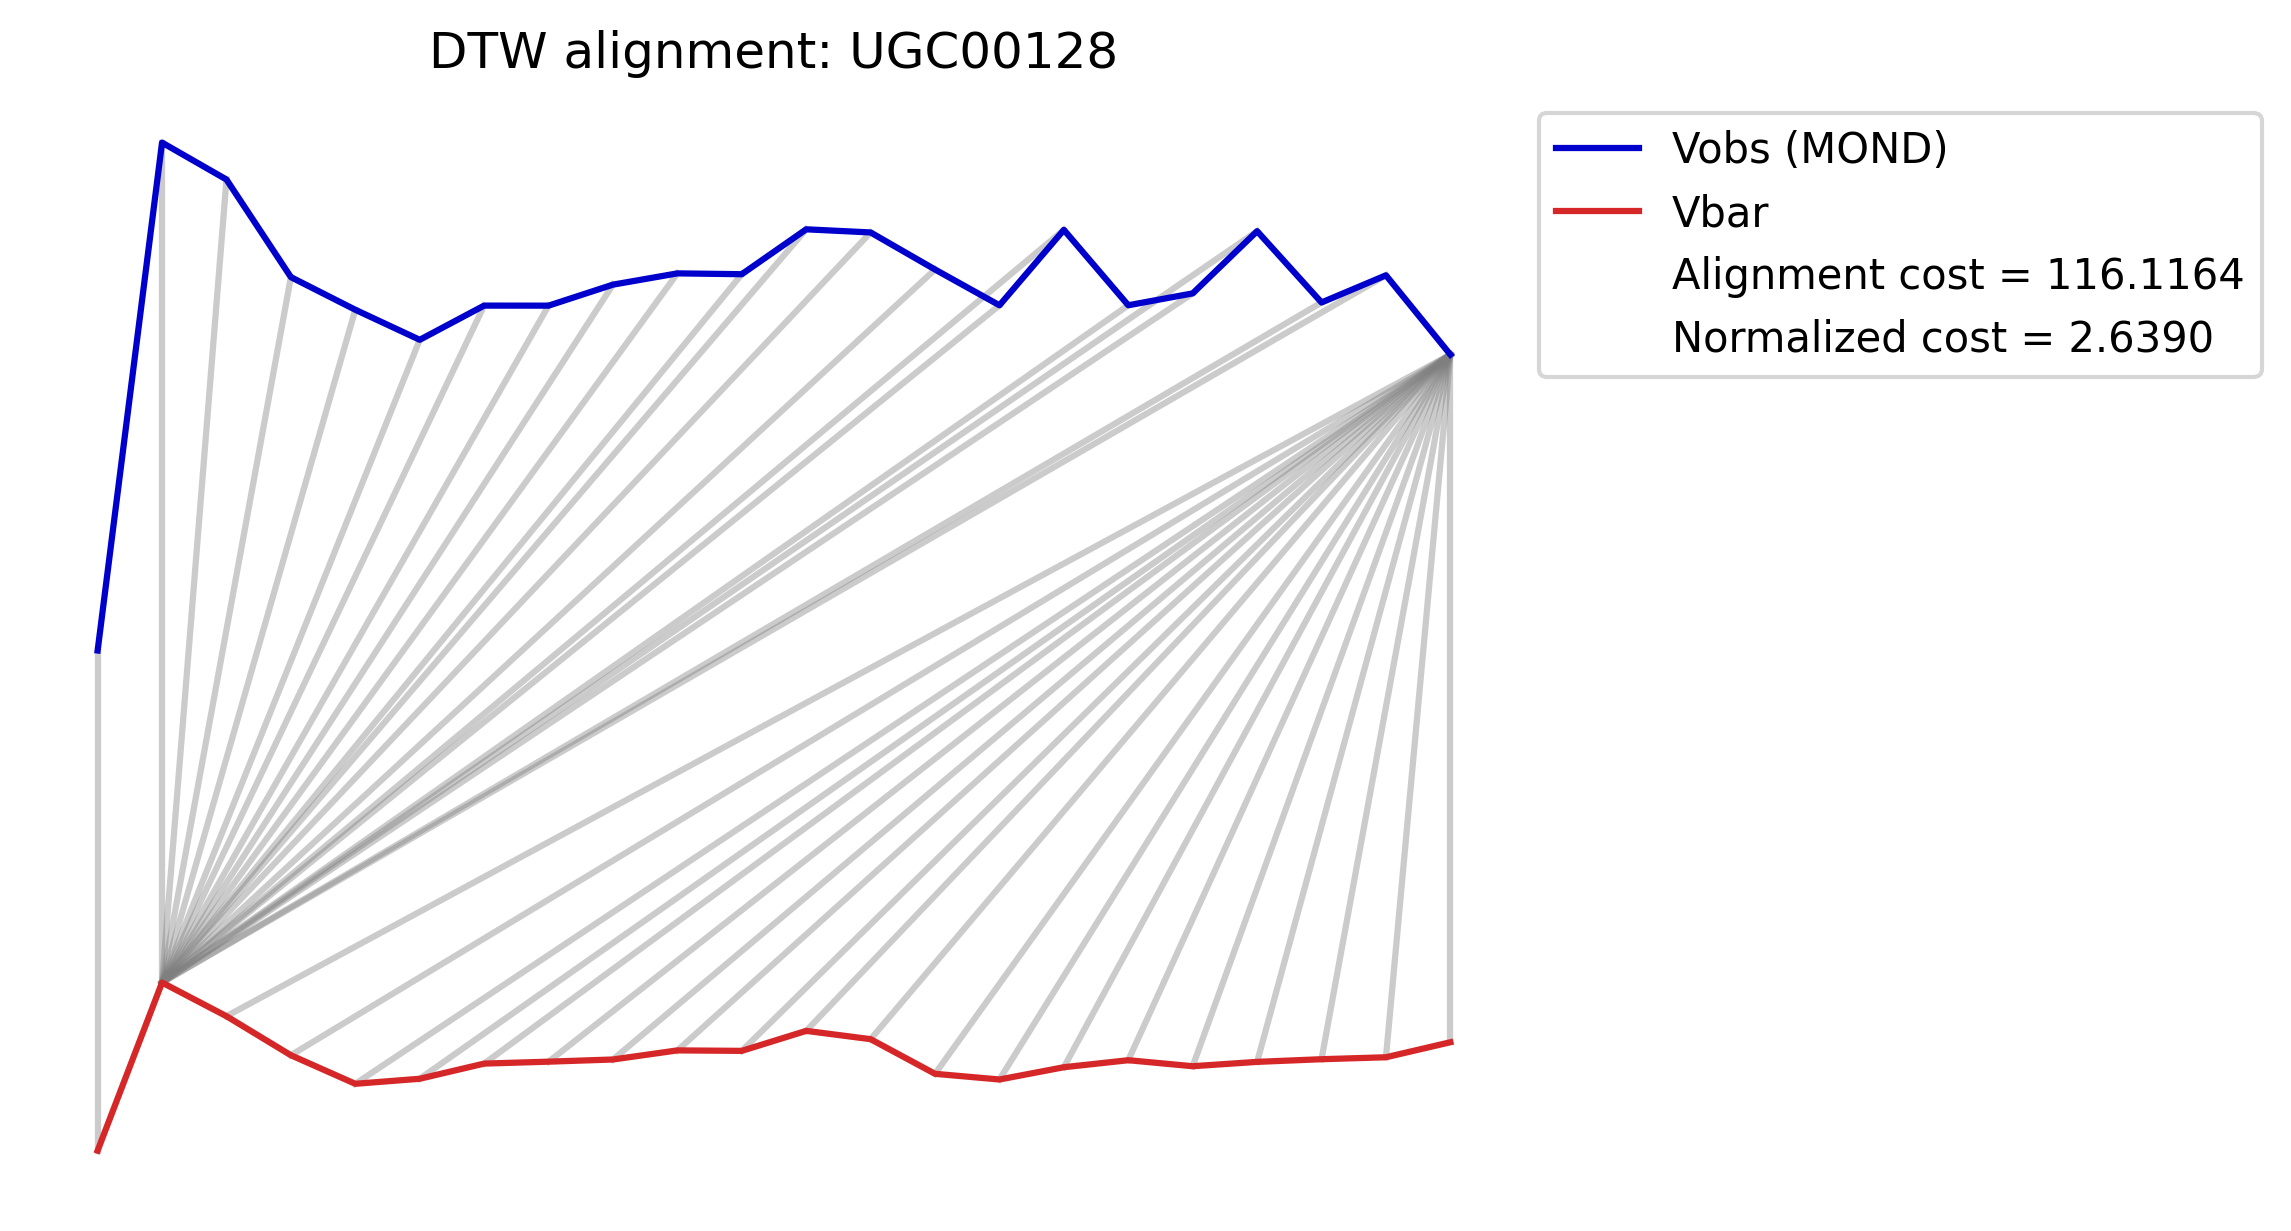 DTW alignment: UGC00128
Vobs (MOND)
Vbar
Alignment cost = 116.1164
Normalized cost = 2.6390